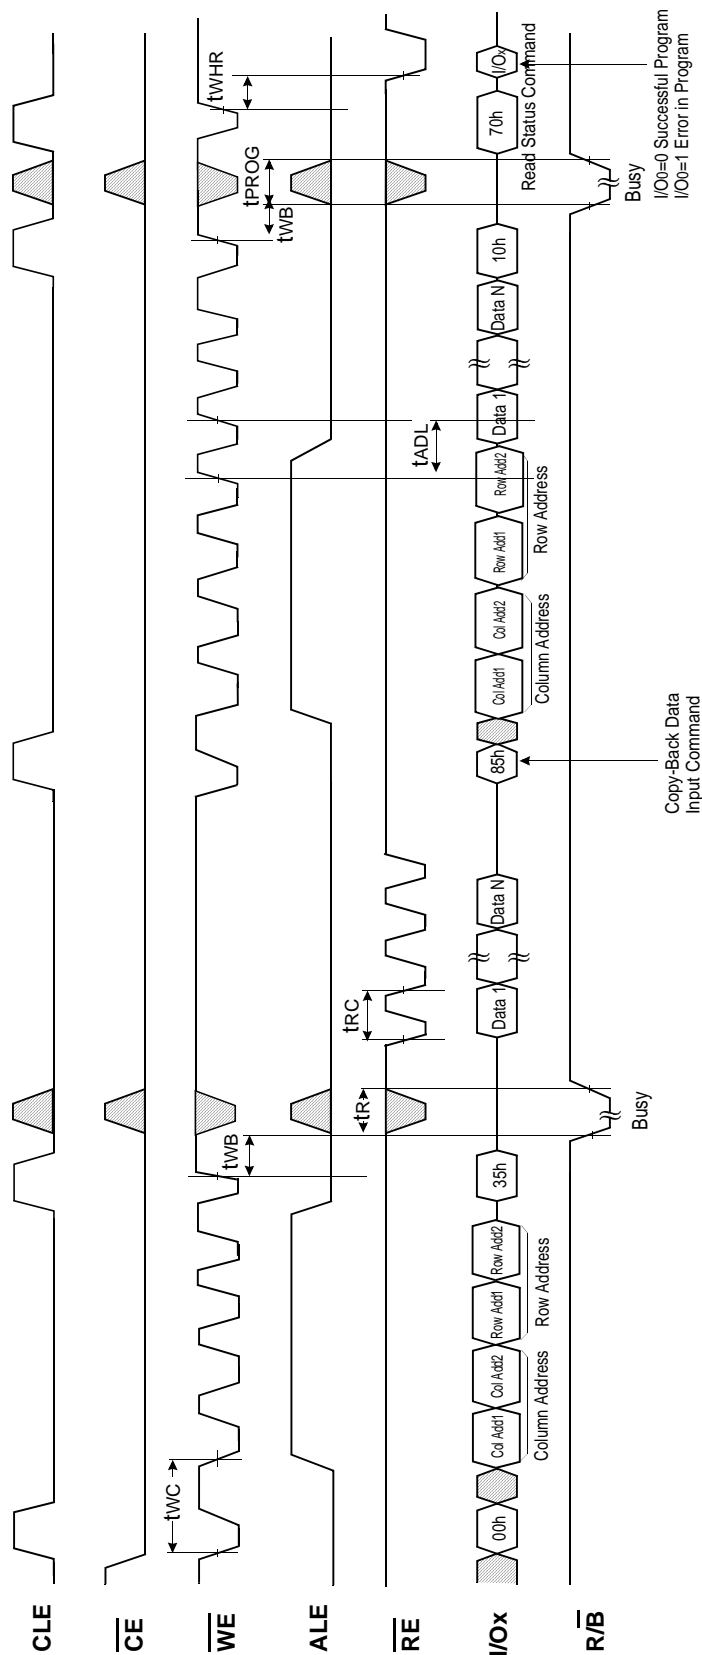 CLE
CE
WE
ALE
RE
I/Ox
R/B
tWC
tWB
tR
tRC
tADL
tWB
tPROG
tWHR
00h
Col Add1
Col Add2
Row Add1
Row Add2
35h
Data 1
Data N
85h
Col Add1
Col Add2
Row Add1
Row Add2
Data 1
Data N
10h
70h
I/Ox
Column Address
Row Address
Column Address
Row Address
Read Status Command
Busy
Busy
Copy-Back Data
Input Command
I/O0=0 Successful Program
I/O0=1 Error in Program